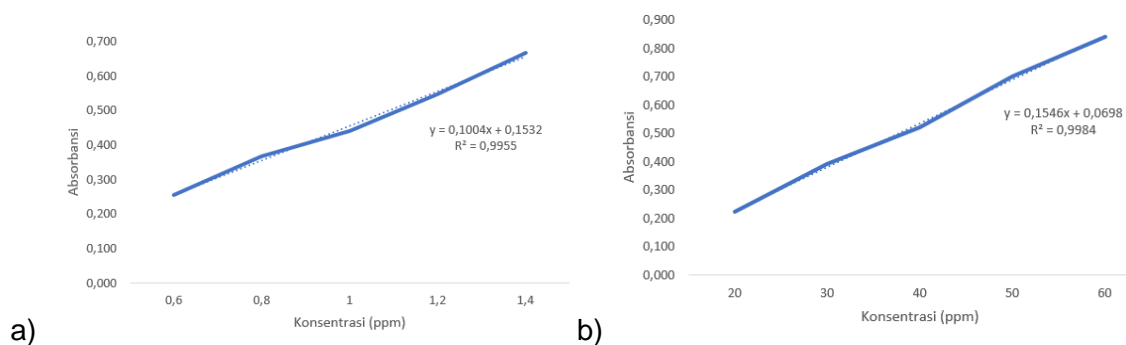 0,700
0,600
0,500
0,400
0,300
0,200
0,100
0,000
Absorbansi
y = 0,1004x + 0,1532
R² = 0,9955
0,6 0,8 1 1,2 1,4
Konsentrasi (ppm)
a)
0,900
0,800
0,700
0,600
0,500
0,400
0,300
0,200
0,100
0,000
Absorbansi
y = 0,1546x + 0,0698
R² = 0,9984
20 30 40 50 60
Konsentrasi (ppm)
b)